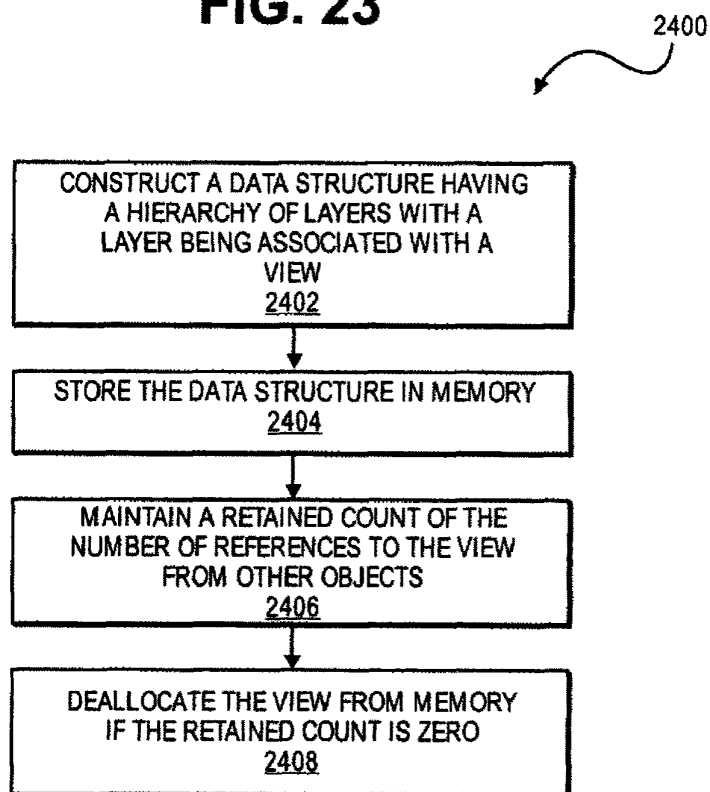 FIG. 23
2400
CONSTRUCT A DATA STRUCTURE HAVING
A HIERARCHY OF LAYERS WITH A
LAYER BEING ASSOCIATED WITH A
VIEW
2402
STORE THE DATA STRUCTURE IN MEMORY
2404
MAINTAIN A RETAINED COUNT OF THE
NUMBER OF REFERENCES TO THE VIEW
FROM OTHER OBJECTS
2406
DEALLOCATE THE VIEW FROM MEMORY
IF THE RETAINED COUNT IS ZERO
2408